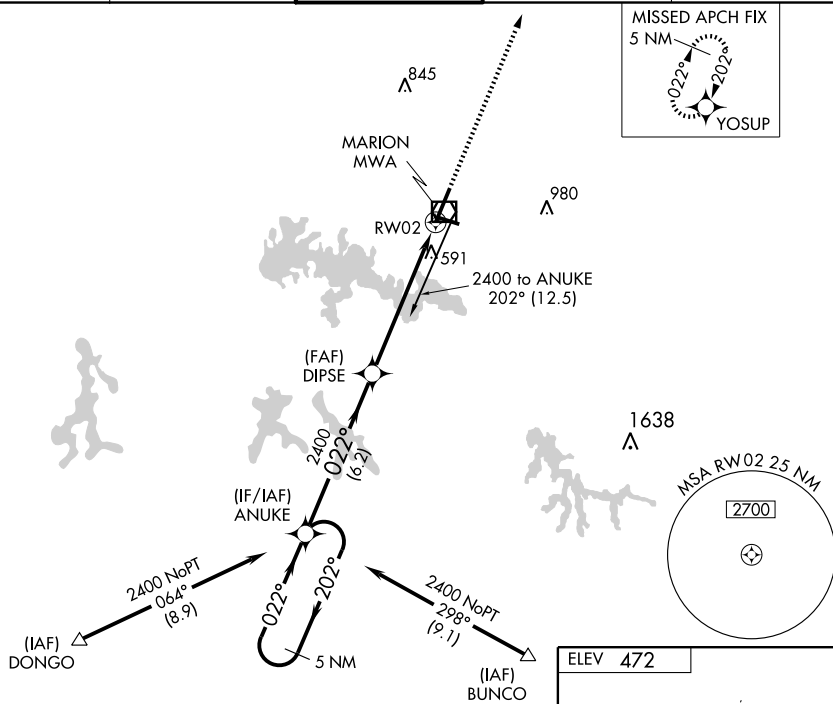 MISSED APCH FIX
5 NM
022°
202°
YOSUP
845
MARION
MWA
980
RW02
591
2400 to ANUKE
202° (12.5)
(FAF)
DIPSE
1638
2400
022°
(6.2)
MSA RW02 25 NM
2700
(IF/IAF)
ANUKE
2400 NoPT
064°
(8.9)
022°
202°
2400 NoPT
298°
(9.1)
(IAF)
DONGO
5 NM
(IAF)
BUNCO
ELEV 472